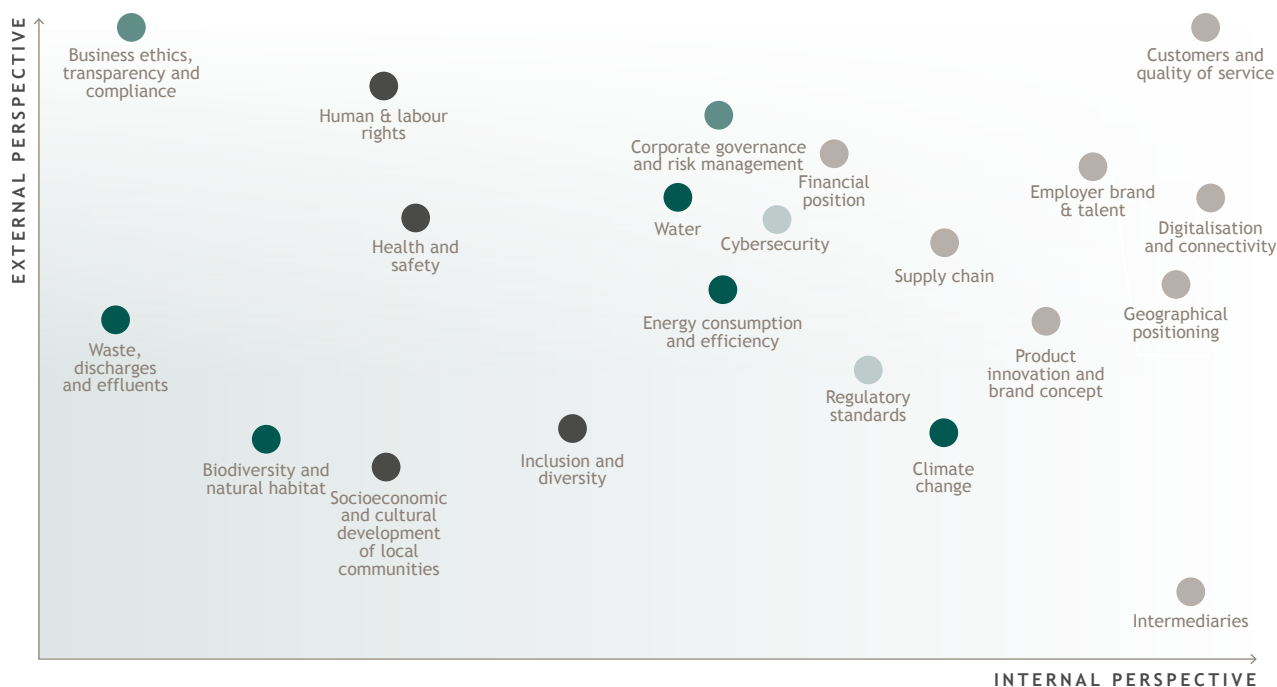 EXTERNAL PERSPECTIVE
Business ethics,
transparency and
compliance
Customers and
quality of service
Human & labour
rights
Corporate governance
and risk management
Financial
position
Employer brand
& talent
Water
Cybersecurity
Digitalisation
and connectivity
Health and
safety
Supply chain
Energy consumption
and efficiency
Geographical
positioning
Waste,
discharges
and effluents
Product
innovation and
brand concept
Regulatory
standards
Inclusion and
diversity
Biodiversity and
natural habitat
Climate
change
Socioeconomic
and cultural
development
of local
communities
Intermediaries
INTERNAL PERSPECTIVE